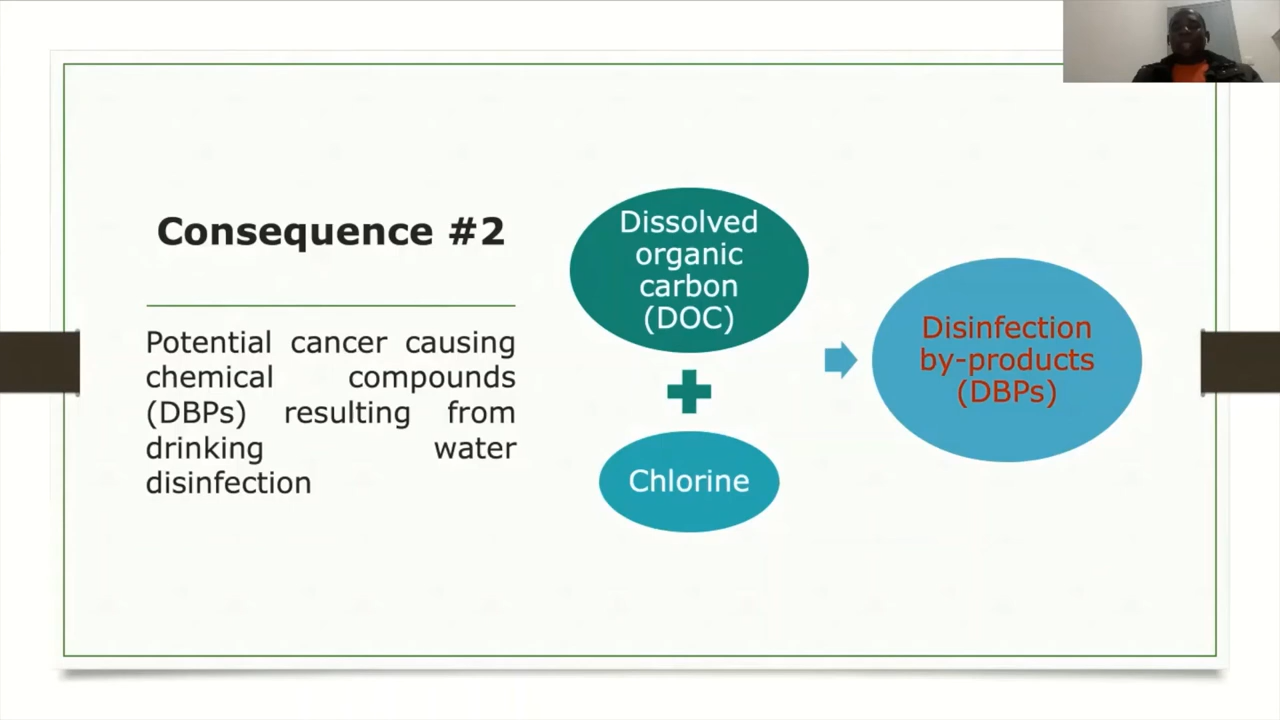 Consequence #2
Potential cancer causing
chemical compounds
(DBPs) resulting from
drinking water
disinfection
Dissolved
organic
carbon
(DOC)
Chlorine
Disinfection
by-products
(DBPs)